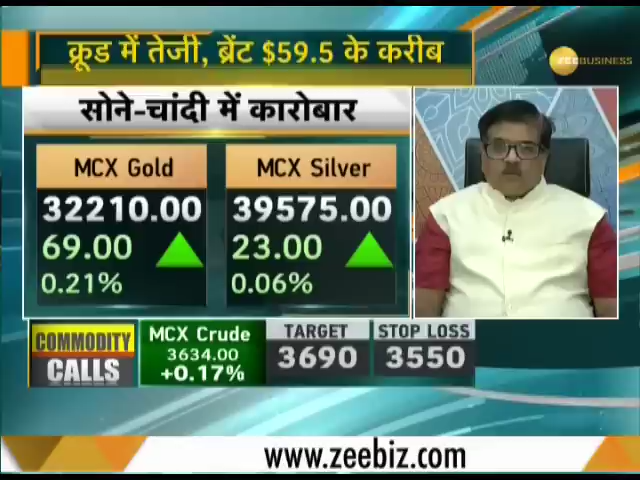 क्रूड में तेजी, ब्रेंट $59.5 के करीब
ZEEBUSINESS
सोने-चांदी में कारोबार
MCX Gold
32210.00
69.00
0.21%
MCX Silver
39575.00
23.00
0.06%
COMMODITY
CALLS
MCX Crude
3634.00
+0.17%
TARGET
3690
STOP LOSS
3550
www.zeebiz.com